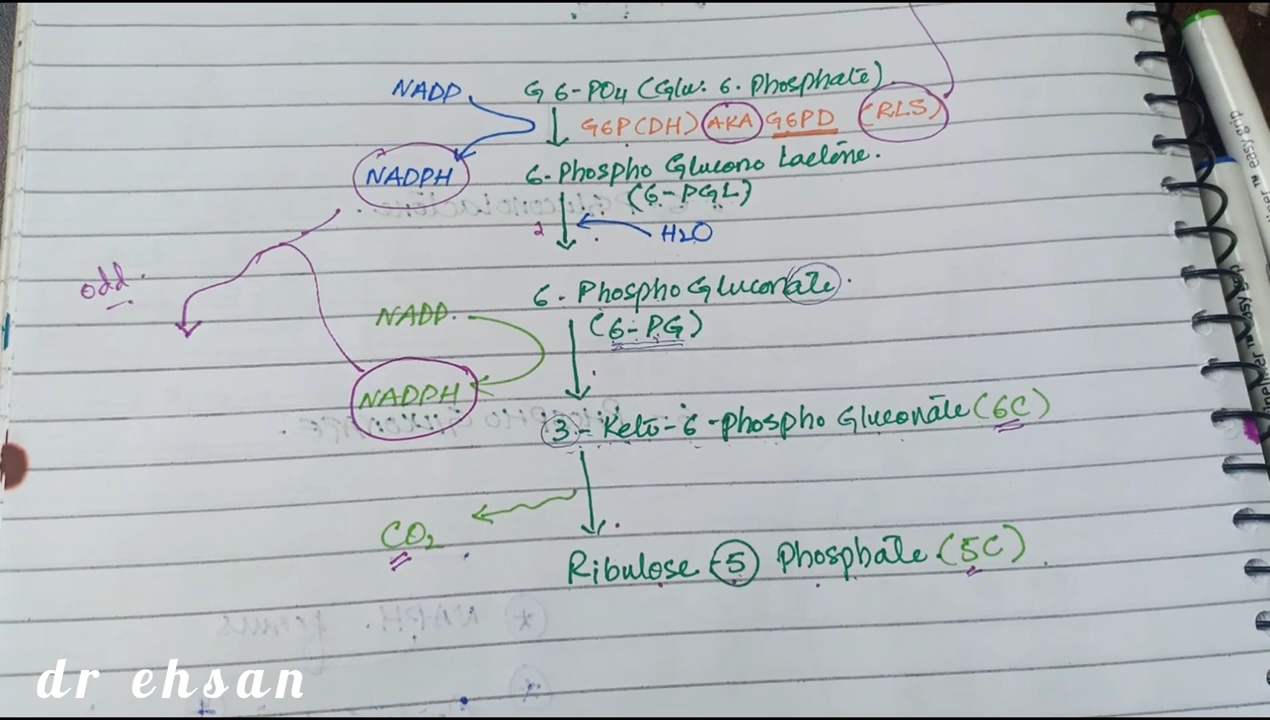 NADP G 6-PO4 (Glu. 6. Phosphate)
G6P(DH) AKA G6PD (RLS)
NADPH 6-Phospho Glucono Lactone.
(6-PGL)
2 H2O
odd.
6. Phospho Gluconate.
NADP. (6-PG)
NADPH
3-Keto-6-phospho Gluconate (6C)
CO2
Ribulose-5 Phosphate (5C)
dr ehsan